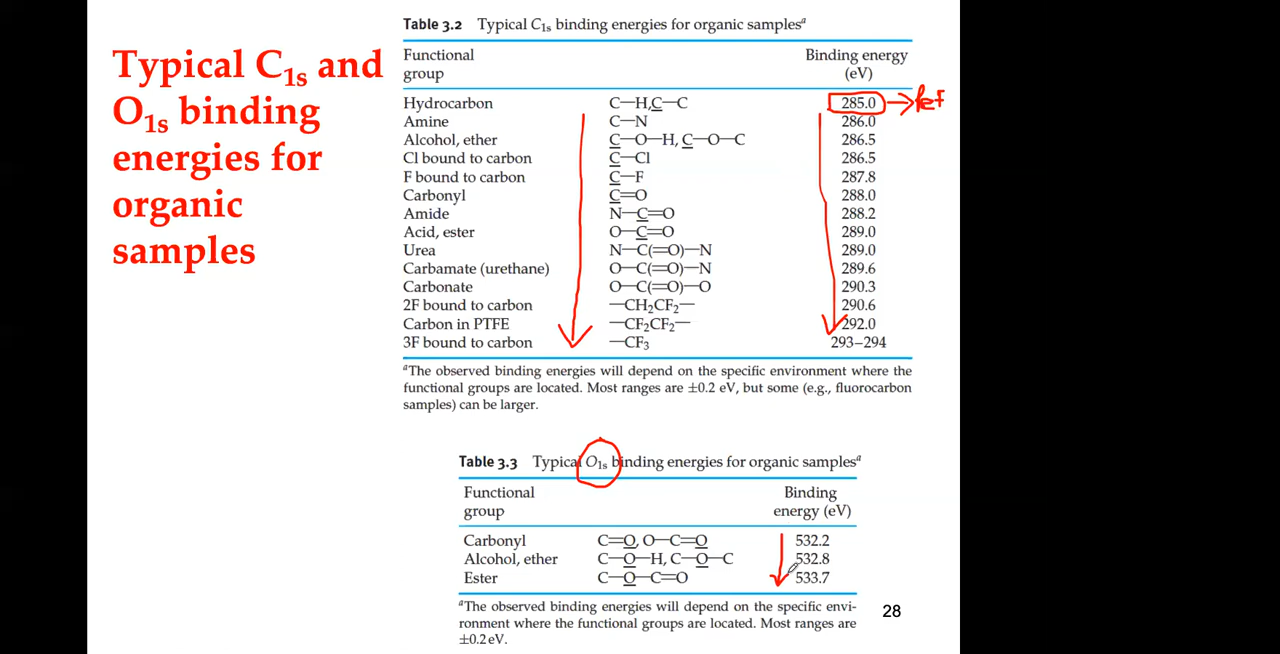 Typical C1s and
O1s binding
energies for
organic
samples
Table 3.2 Typical C1s binding energies for organic samplesa
Functional group Binding energy (eV)
Hydrocarbon C—H,C—C 285.0 → Ref
Amine C—N 286.0
Alcohol, ether C—O—H, C—O—C 286.5
Cl bound to carbon C—Cl 286.5
F bound to carbon C—F 287.8
Carbonyl C=O 288.0
Amide N—C=O 288.2
Acid, ester O—C=O 289.0
Urea N—C(=O)—N 289.0
Carbamate (urethane) O—C(=O)—N 289.6
Carbonate O—C(=O)—O 290.3
2F bound to carbon —CH2CF2— 290.6
Carbon in PTFE —CF2CF2— 292.0
3F bound to carbon —CF3 293–294
aThe observed binding energies will depend on the specific environment where the
functional groups are located. Most ranges are ±0.2 eV, but some (e.g., fluorocarbon
samples) can be larger.
Table 3.3 Typical O1s binding energies for organic samplesa
Functional group Binding energy (eV)
Carbonyl C=O, O—C=O 532.2
Alcohol, ether C—O—H, C—O—C 532.8
Ester C—O—C=O 533.7
aThe observed binding energies will depend on the specific envi-
ronment where the functional groups are located. Most ranges are
±0.2 eV.
28